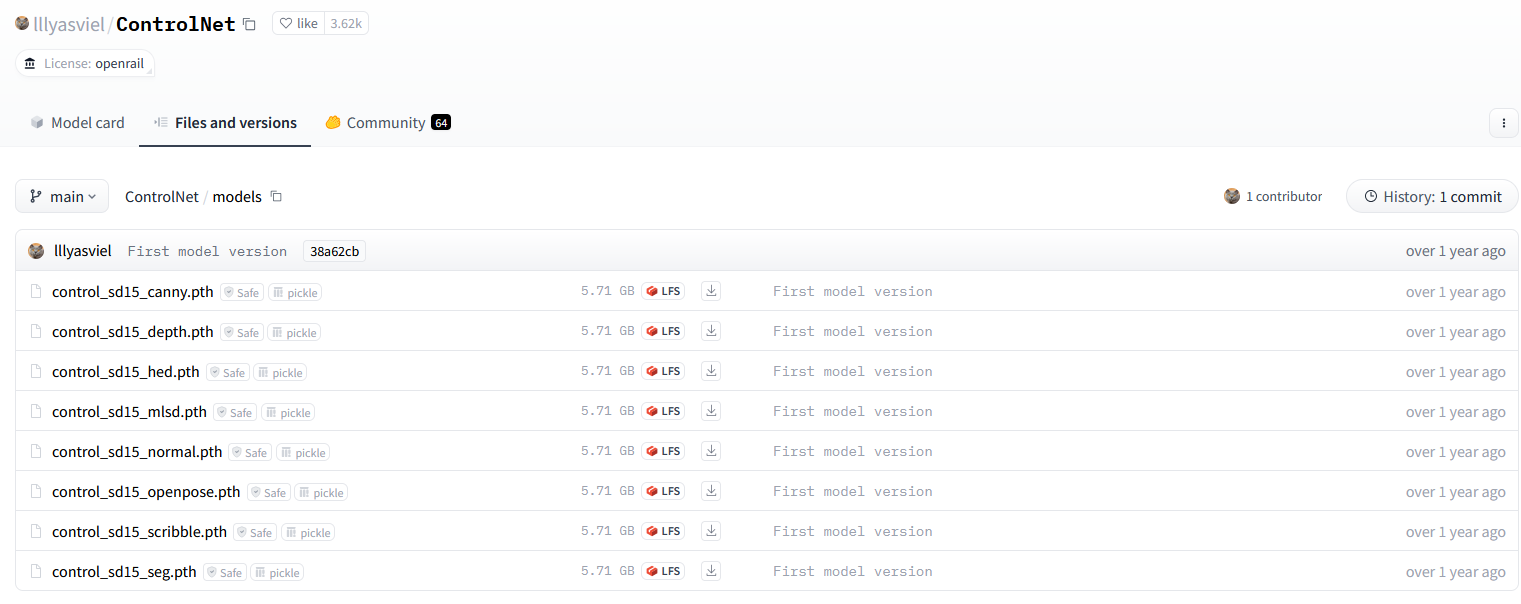 lllyasviel/ControlNet like 3.62k
License: openrail
Model card Files and versions Community 64
main ControlNet / models 1 contributor History: 1 commit
lllyasviel First model version 38a62cb over 1 year ago
control_sd15_canny.pth Safe pickle 5.71 GB LFS First model version over 1 year ago
control_sd15_depth.pth Safe pickle 5.71 GB LFS First model version over 1 year ago
control_sd15_hed.pth Safe pickle 5.71 GB LFS First model version over 1 year ago
control_sd15_mlsd.pth Safe pickle 5.71 GB LFS First model version over 1 year ago
control_sd15_normal.pth Safe pickle 5.71 GB LFS First model version over 1 year ago
control_sd15_openpose.pth Safe pickle 5.71 GB LFS First model version over 1 year ago
control_sd15_scribble.pth Safe pickle 5.71 GB LFS First model version over 1 year ago
control_sd15_seg.pth Safe pickle 5.71 GB LFS First model version over 1 year ago